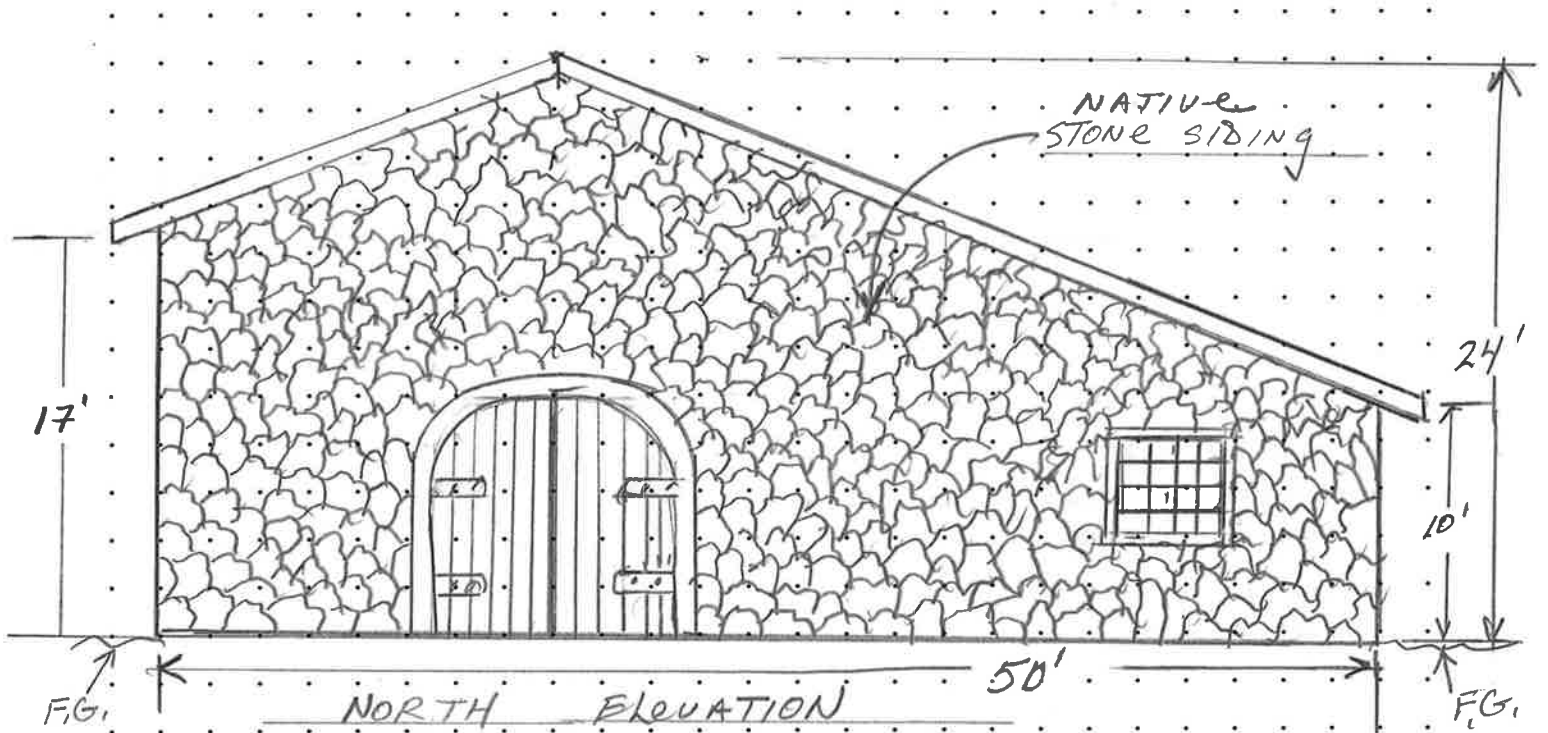 NATIVE
STONE SIDING
24'
17'
10'
50'
F.G.
NORTH ELEVATION
F.G.